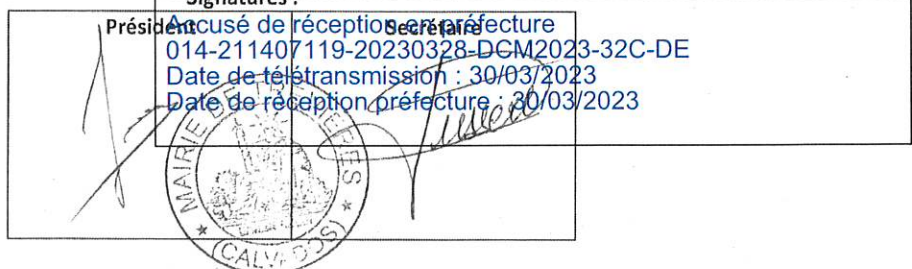 Signatures :
Président Secrétaire
Accusé de réception en préfecture
014-211407119-20230328-DCM2023-32C-DE
Date de télétransmission : 30/03/2023
Date de réception préfecture : 30/03/2023
MAIRIE DE TRÉVIÈRES
* (CALVADOS) *